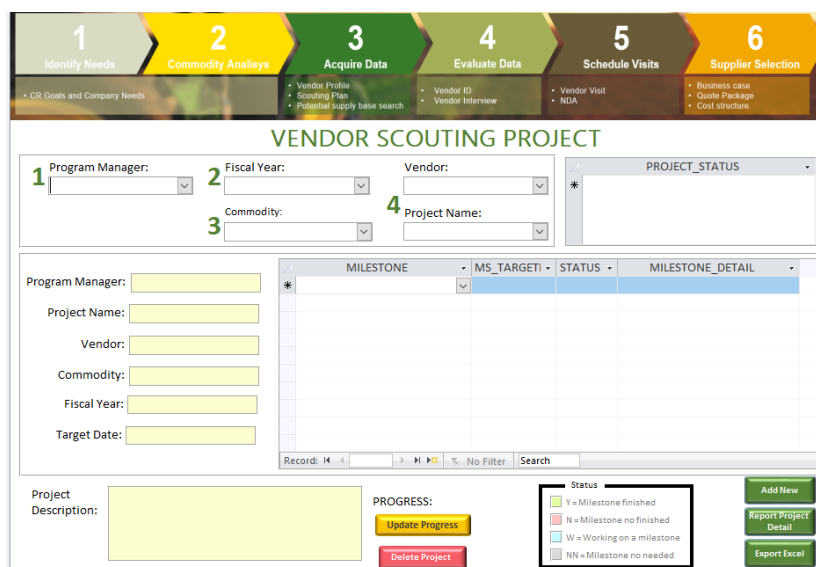 1
2
3
4
5
6
Identify Needs
Commodity Analisys
Acquire Data
Evaluate Data
Schedule Visits
Supplier Selection
• CR Goals and Company Needs
• Vendor Profile
• Scouting Plan
• Potential supply base search
• Vendor ID
• Vendor Interview
• Vendor Visit
• NDA
• Business case
• Quote Package
• Cost structure.
VENDOR SCOUTING PROJECT
1
Program Manager:
2
Fiscal Year:
Vendor:
3
Commodity:
4
Project Name:
PROJECT_STATUS
Program Manager:
Project Name:
Vendor:
Commodity:
Fiscal Year:
Target Date:
MILESTONE
MS_TARGETI
STATUS
MILESTONE_DETAIL
Record:
No Filter
Search
Project
Description:
PROGRESS:
Update Progress
Delete Project
Status
Y = Milestone finished
N = Milestone no finished
W = Working on a milestone
NN = Milestone no needed
Add New
Report Project
Detail
Export Excel